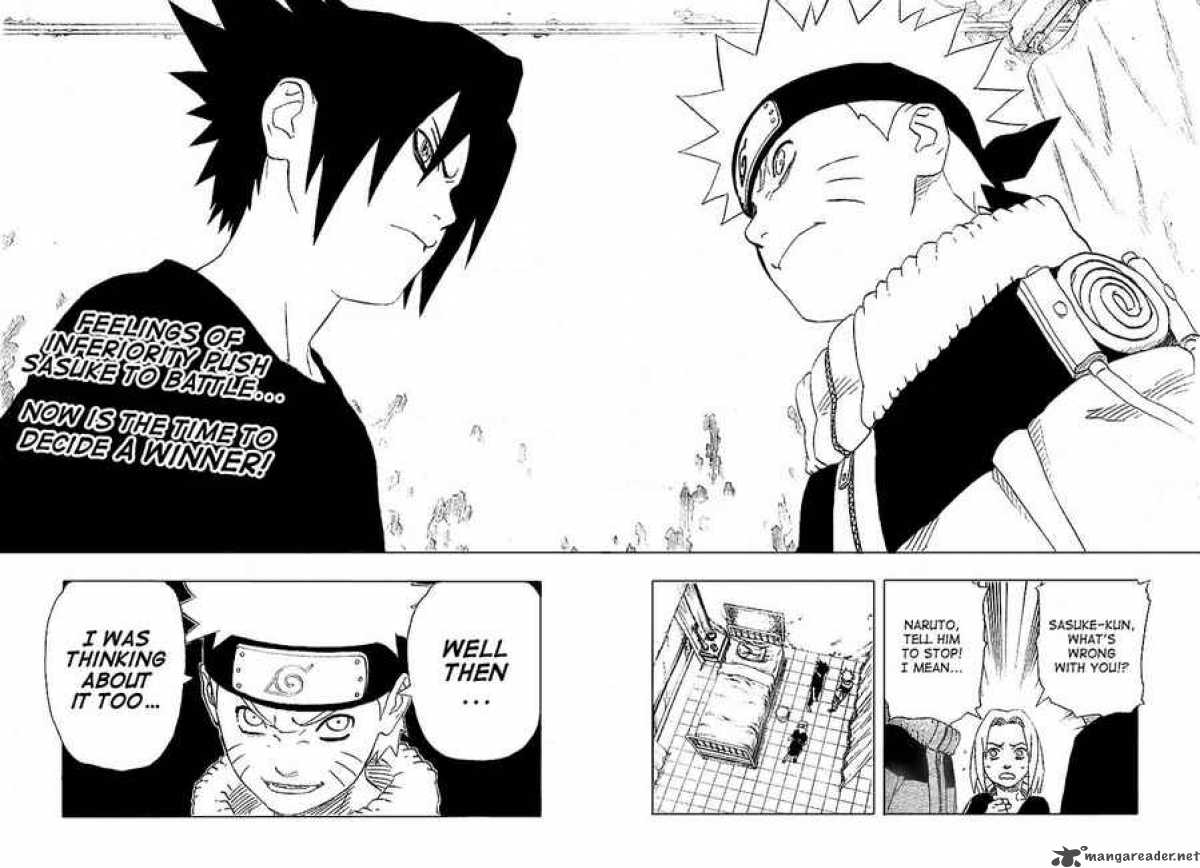 FEELINGS OF
INFERIORITY PUSH
SASUKE TO BATTLE...
NOW IS THE TIME TO
DECIDE A WINNER!
SASUKE-KUN,
WHAT'S
WRONG
WITH YOU!?
NARUTO,
TELL HIM
TO STOP!
I MEAN...
WELL
THEN
...
I WAS
THINKING
ABOUT
IT TOO...
mangareader.net